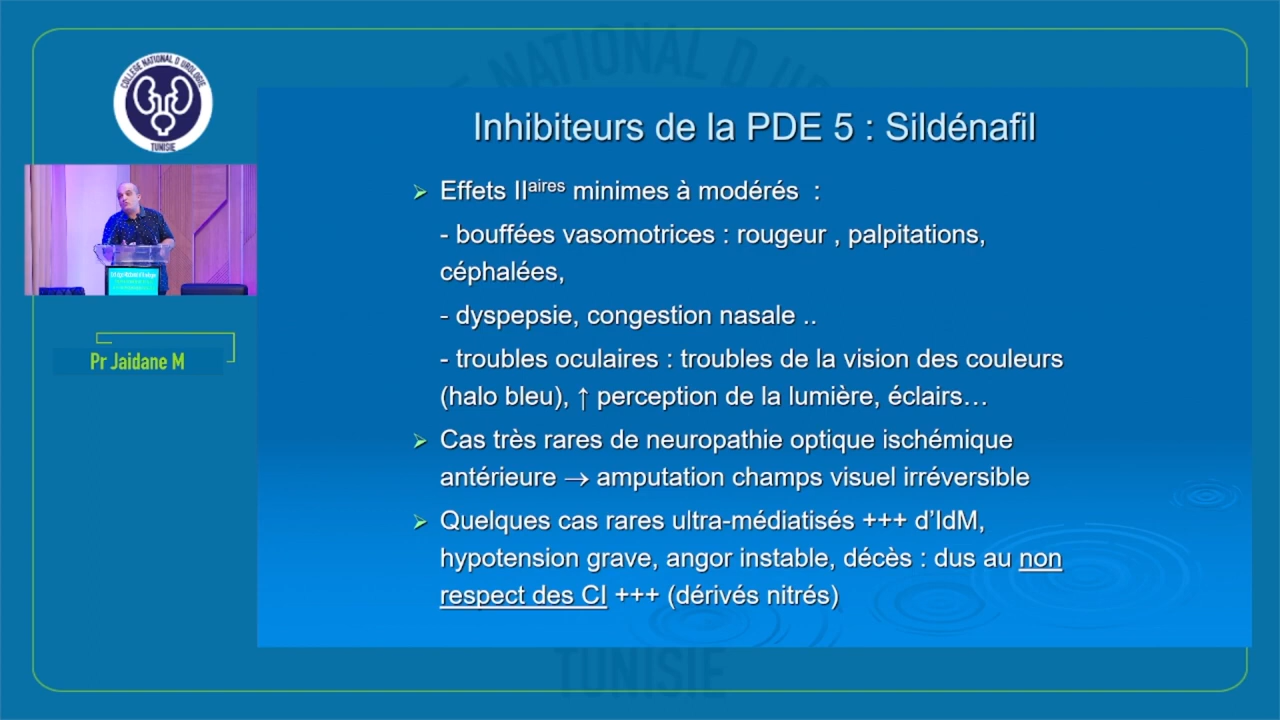 COLLEGE NATIONAL D UROLOGIE
TUNISIE
NATIONAL D
TUNISIE
Pr Jaidane M
Inhibiteurs de la PDE 5 : Sildénafil
➢ Effets IIaires minimes à modérés :
- bouffées vasomotrices : rougeur , palpitations,
céphalées,
- dyspepsie, congestion nasale ..
- troubles oculaires : troubles de la vision des couleurs
(halo bleu), ↑ perception de la lumière, éclairs…
➢ Cas très rares de neuropathie optique ischémique
antérieure → amputation champs visuel irréversible
➢ Quelques cas rares ultra-médiatisés +++ d’IdM,
hypotension grave, angor instable, décès : dus au non
respect des CI +++ (dérivés nitrés)